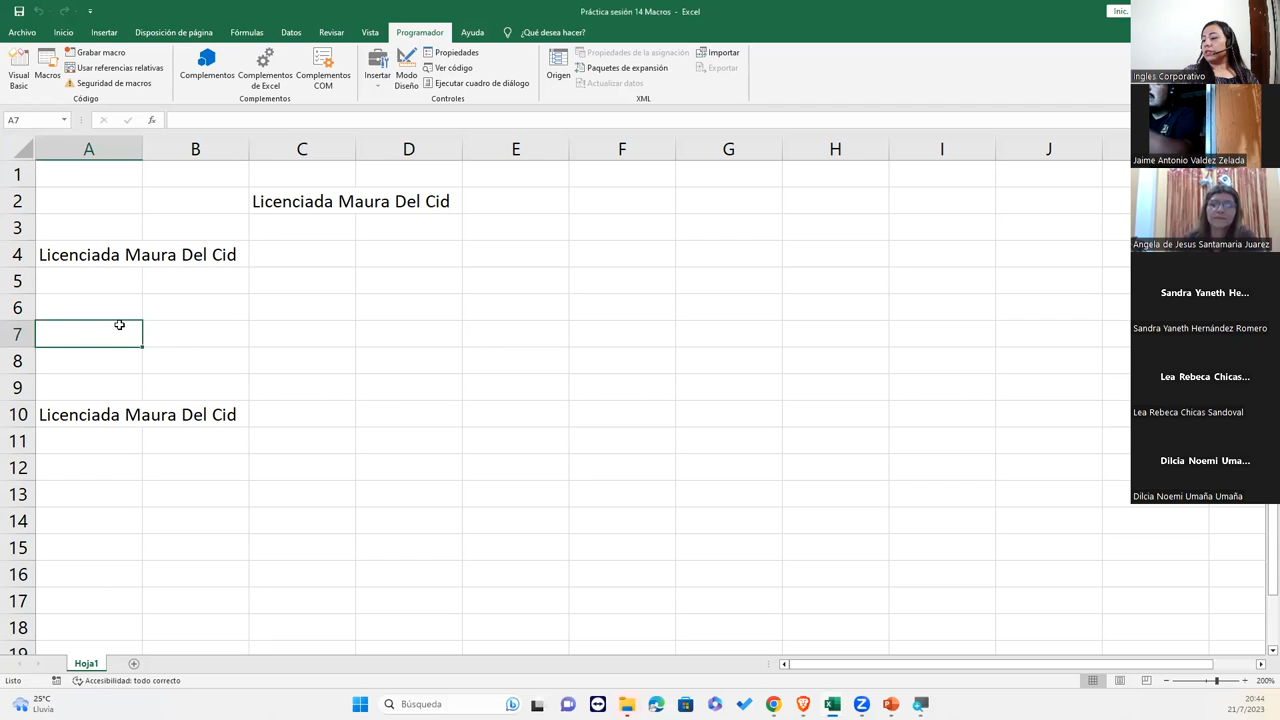 Práctica sesión 14 Macros - Excel
Inic.
Archivo Inicio Insertar Disposición de página Fórmulas Datos Revisar Vista Programador Ayuda ¿Qué desea hacer?
Visual Basic
Macros
Grabar macro
Usar referencias relativas
Seguridad de macros
Código
Complementos
Complementos de Excel
Complementos COM
Complementos
Insertar
Modo Diseño
Propiedades
Ver código
Ejecutar cuadro de diálogo
Controles
Origen
Propiedades de la asignación
Paquetes de expansión
Actualizar datos
Importar
Exportar
XML
A7
fx
A B C D E F G H I J
1
2 Licenciada Maura Del Cid
3
4 Licenciada Maura Del Cid
5
6
7
8
9
10 Licenciada Maura Del Cid
11
12
13
14
15
16
17
18
19
Hoja1
Listo
Accesibilidad: todo correcto
200%
25°C
Lluvia
Búsqueda
20:44
21/7/2023
Ingles Corporativo
Jaime Antonio Valdez Zelada
Angela de Jesus Santamaria Juarez
Sandra Yaneth He...
Sandra Yaneth Hernández Romero
Lea Rebeca Chicas...
Lea Rebeca Chicas Sandoval
Dilcia Noemi Uma...
Dilcia Noemi Umaña Umaña